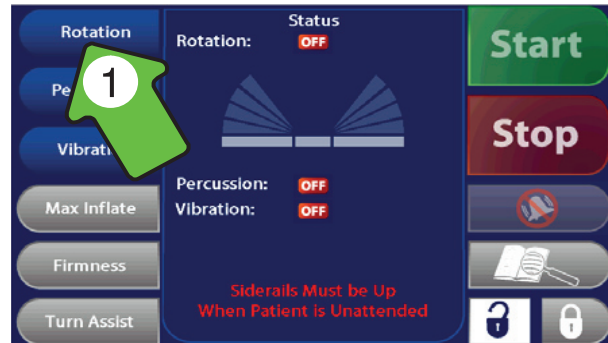 Rotation
Vibrati
Max Inflate
Firmness
Turn Assist
1
Status
Rotation: OFF
Percussion: OFF
Vibration: OFF
Siderails Must be Up
When Patient is Unattended
Start
Stop